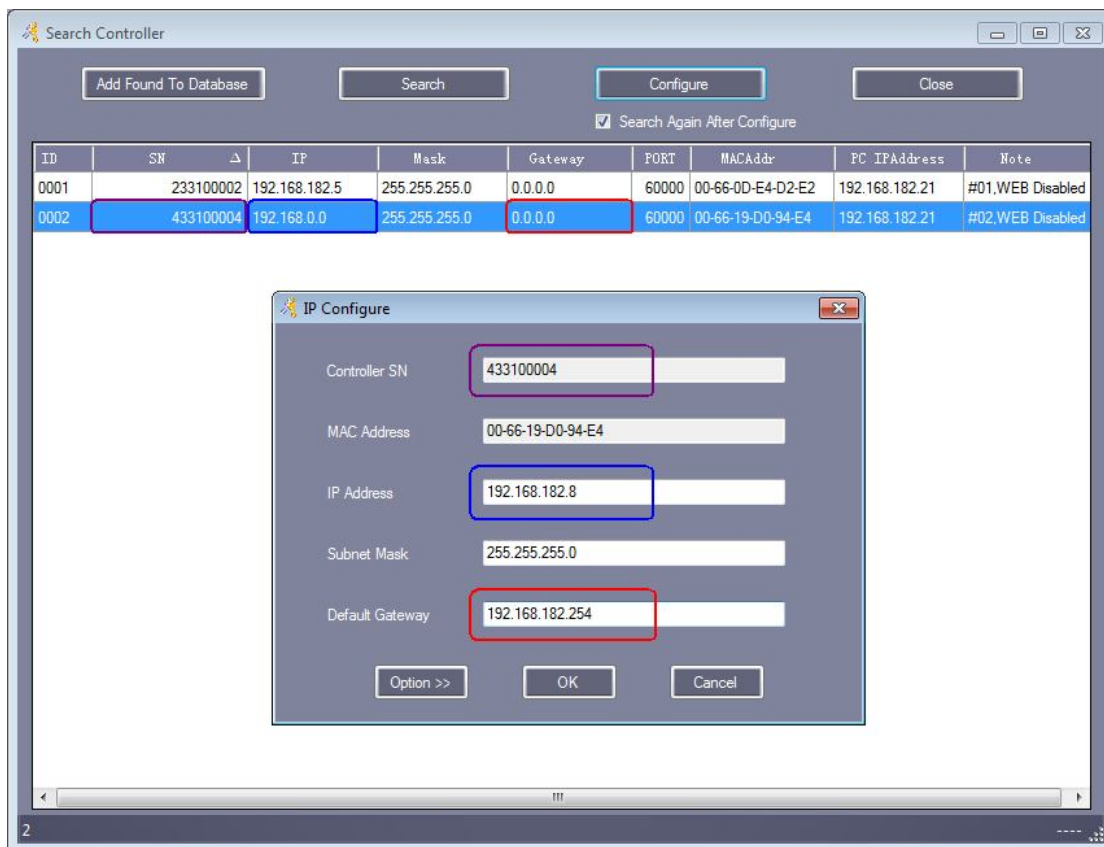 Search Controller
Add Found To Database Search Configure Close
Search Again After Configure
ID SN IP Mask Gateway PORT MACAddr PC IPAddress Note
0001 233100002 192.168.182.5 255.255.255.0 0.0.0.0 60000 00-66-0D-E4-D2-E2 192.168.182.21 #01,WEB Disabled
0002 433100004 192.168.0.0 255.255.255.0 0.0.0.0 60000 00-66-19-D0-94-E4 192.168.182.21 #02,WEB Disabled
IP Configure
Controller SN 433100004
MAC Address 00-66-19-D0-94-E4
IP Address 192.168.182.8
Subnet Mask 255.255.255.0
Default Gateway 192.168.182.254
Option >> OK Cancel
2 ----